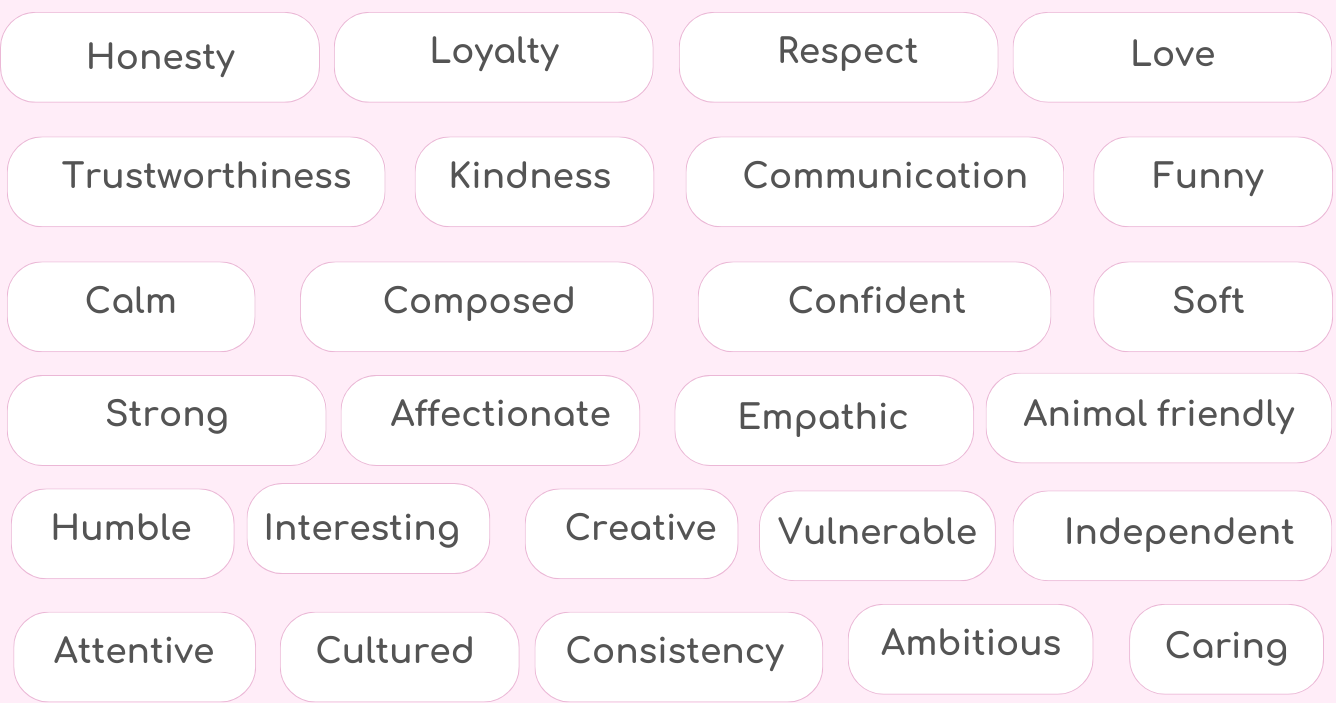 Honesty Loyalty Respect Love
Trustworthiness Kindness Communication Funny
Calm Composed Confident Soft
Strong Affectionate Empathic Animal friendly
Humble Interesting Creative Vulnerable Independent
Attentive Cultured Consistency Ambitious Caring